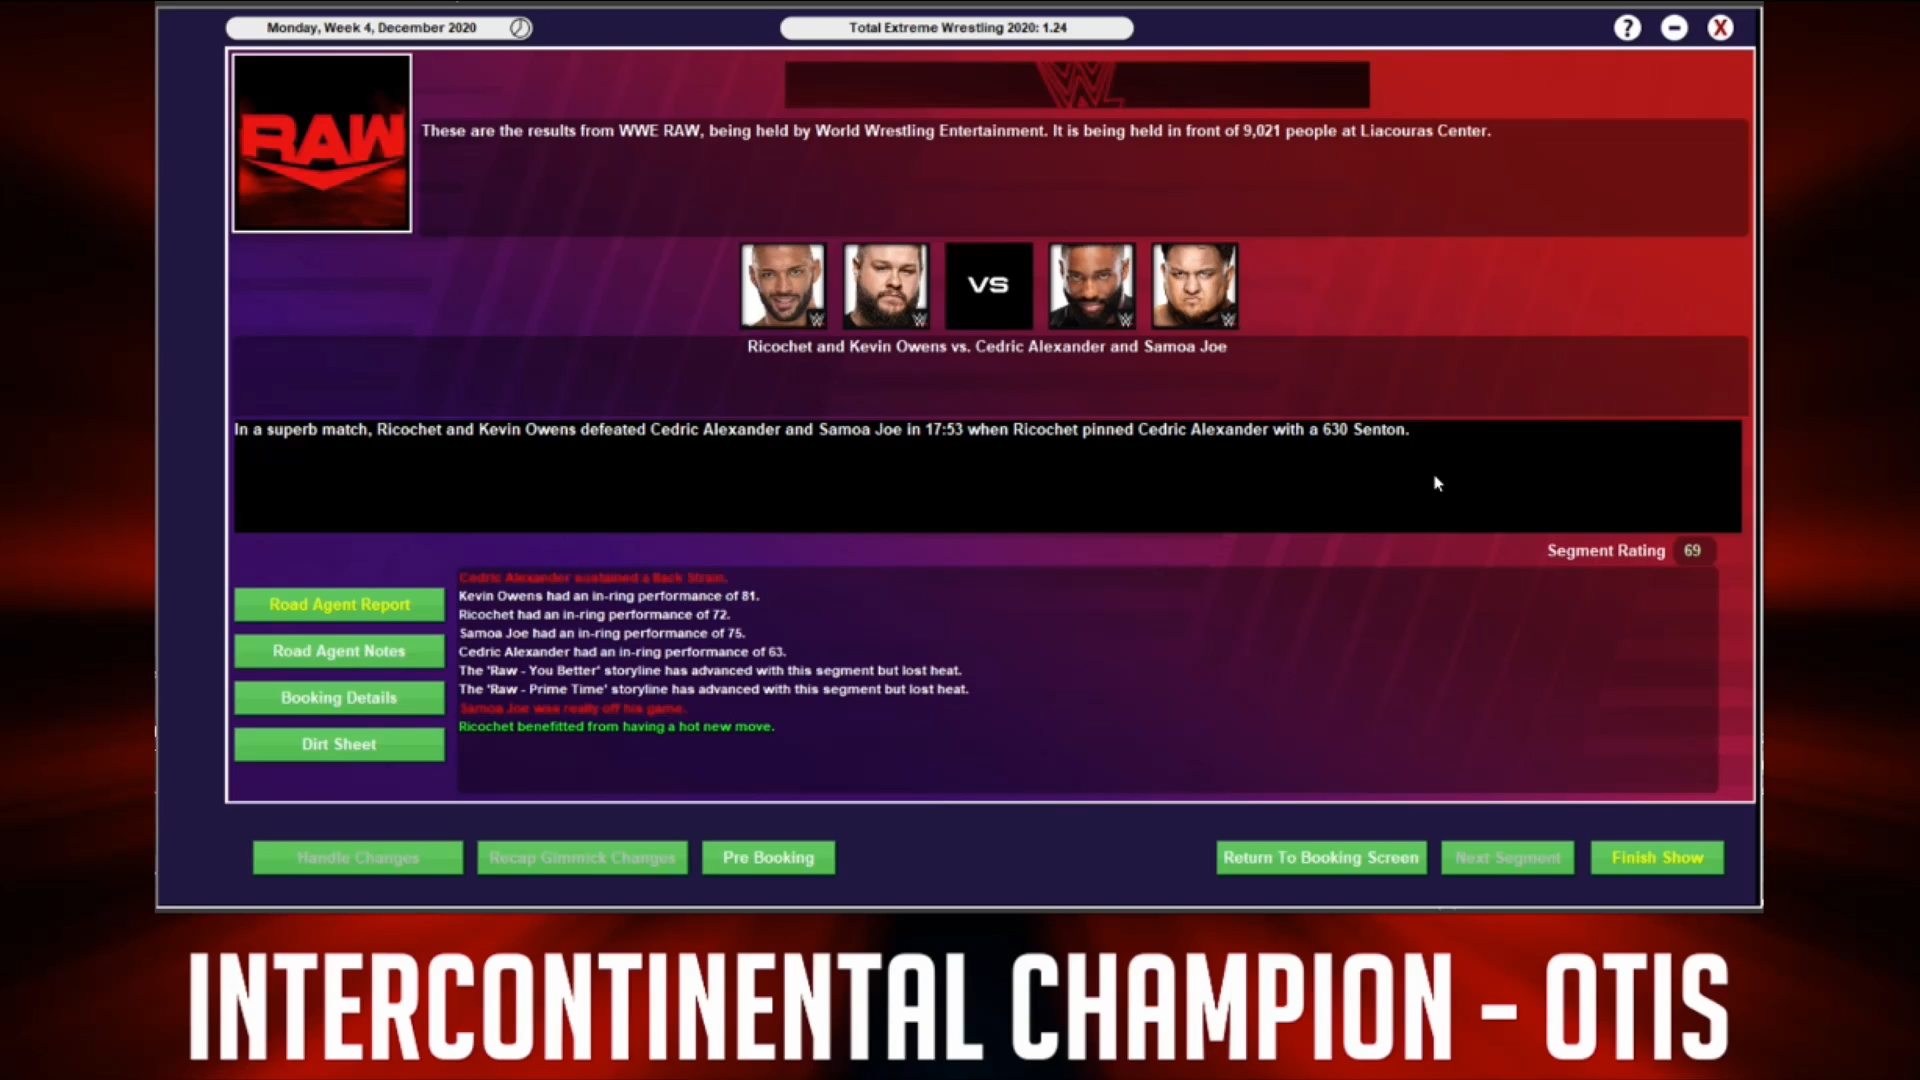 Monday, Week 4, December 2020
Total Extreme Wrestling 2020: 1.24
?
X
RAW
These are the results from WWE RAW, being held by World Wrestling Entertainment. It is being held in front of 9,021 people at Liacouras Center.
VS
Ricochet and Kevin Owens vs. Cedric Alexander and Samoa Joe
In a superb match, Ricochet and Kevin Owens defeated Cedric Alexander and Samoa Joe in 17:53 when Ricochet pinned Cedric Alexander with a 630 Senton.
Segment Rating 69
Cedric Alexander sustained a Back Strain.
Kevin Owens had an in-ring performance of 81.
Ricochet had an in-ring performance of 72.
Samoa Joe had an in-ring performance of 75.
Cedric Alexander had an in-ring performance of 63.
The 'Raw - You Better' storyline has advanced with this segment but lost heat.
The 'Raw - Prime Time' storyline has advanced with this segment but lost heat.
Samoa Joe was really off his game.
Ricochet benefitted from having a hot new move.
Road Agent Report
Road Agent Notes
Booking Details
Dirt Sheet
Handle Changes
Recap Gimmick Changes
Pre Booking
Return To Booking Screen
Next Segment
Finish Show
INTERCONTINENTAL CHAMPION - OTIS